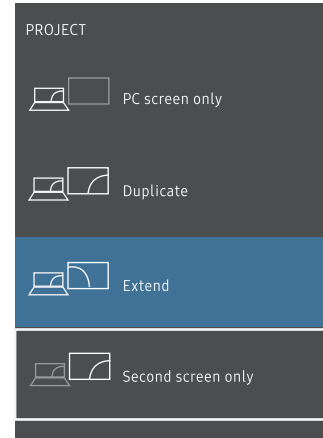 PROJECT
PC screen only
Duplicate
Extend
Second screen only